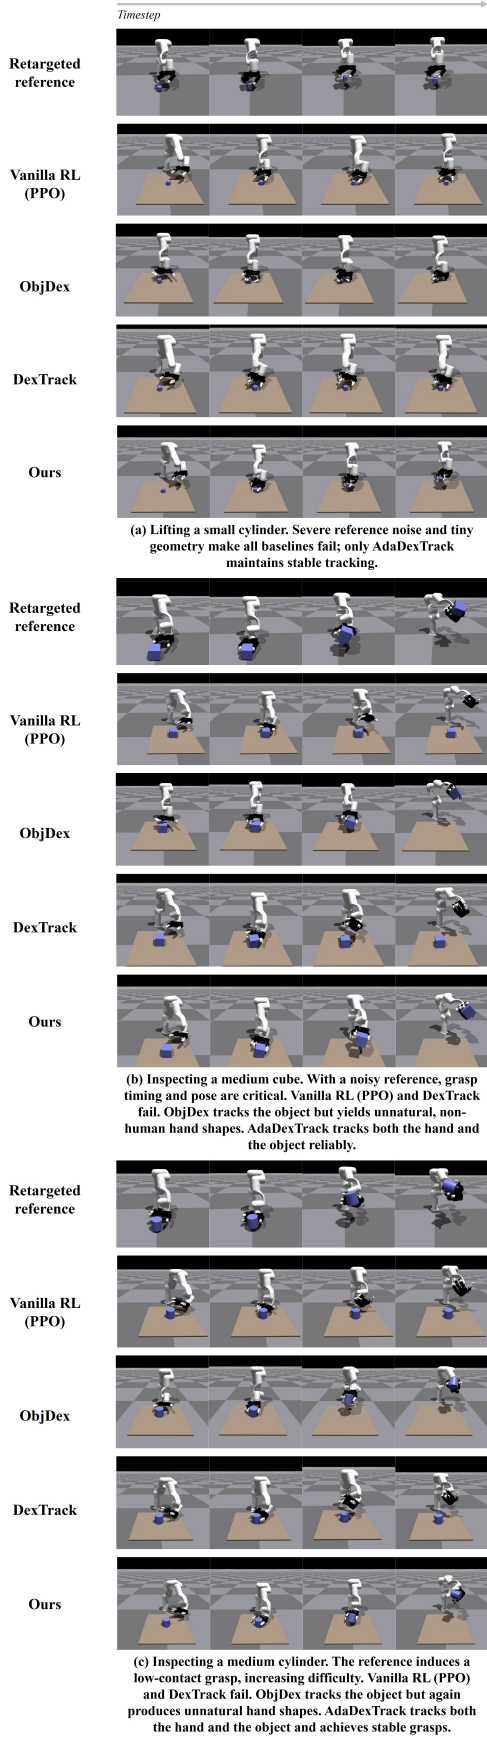 Timestep
Retargeted
reference
Vanilla RL
(PPO)
ObjDex
DexTrack
Ours
(a) Lifting a small cylinder. Severe reference noise and tiny
geometry make all baselines fail; only AdaDexTrack
maintains stable tracking.
Retargeted
reference
Vanilla RL
(PPO)
ObjDex
DexTrack
Ours
(b) Inspecting a medium cube. With a noisy reference, grasp
timing and pose are critical. Vanilla RL (PPO) and DexTrack
fail. ObjDex tracks the object but yields unnatural, non-
human hand shapes. AdaDexTrack tracks both the hand and
the object reliably.
Retargeted
reference
Vanilla RL
(PPO)
ObjDex
DexTrack
Ours
(c) Inspecting a medium cylinder. The reference induces a
low-contact grasp, increasing difficulty. Vanilla RL (PPO)
and DexTrack fail. ObjDex tracks the object but again
produces unnatural hand shapes. AdaDexTrack tracks both
the hand and the object and achieves stable grasps.